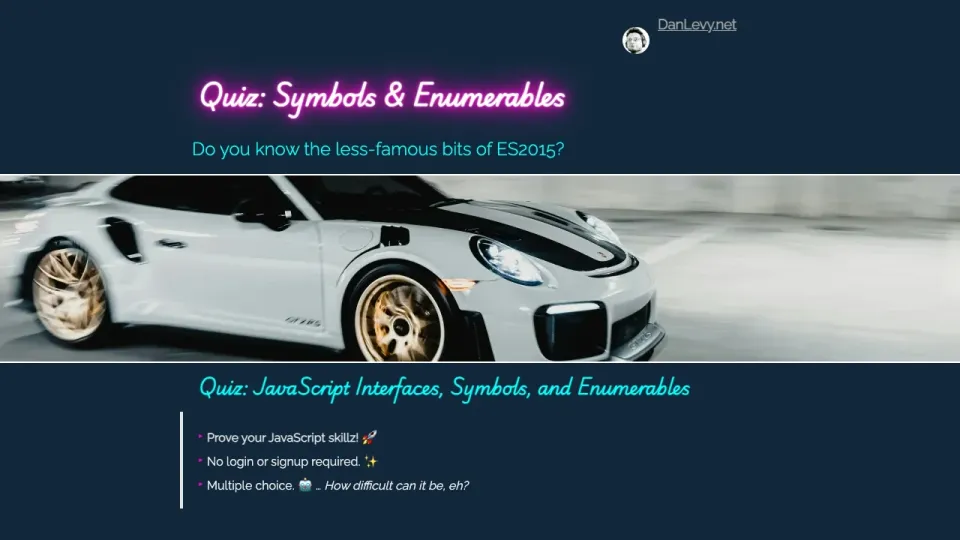 DanLevy.net
Quiz: Symbols & Enumerables
Do you know the less-famous bits of ES2015?
Quiz: JavaScript Interfaces, Symbols, and Enumerables
Prove your JavaScript skillz! 🚀
No login or signup required. ✨
Multiple choice. 🤖 … How difficult can it be, eh?